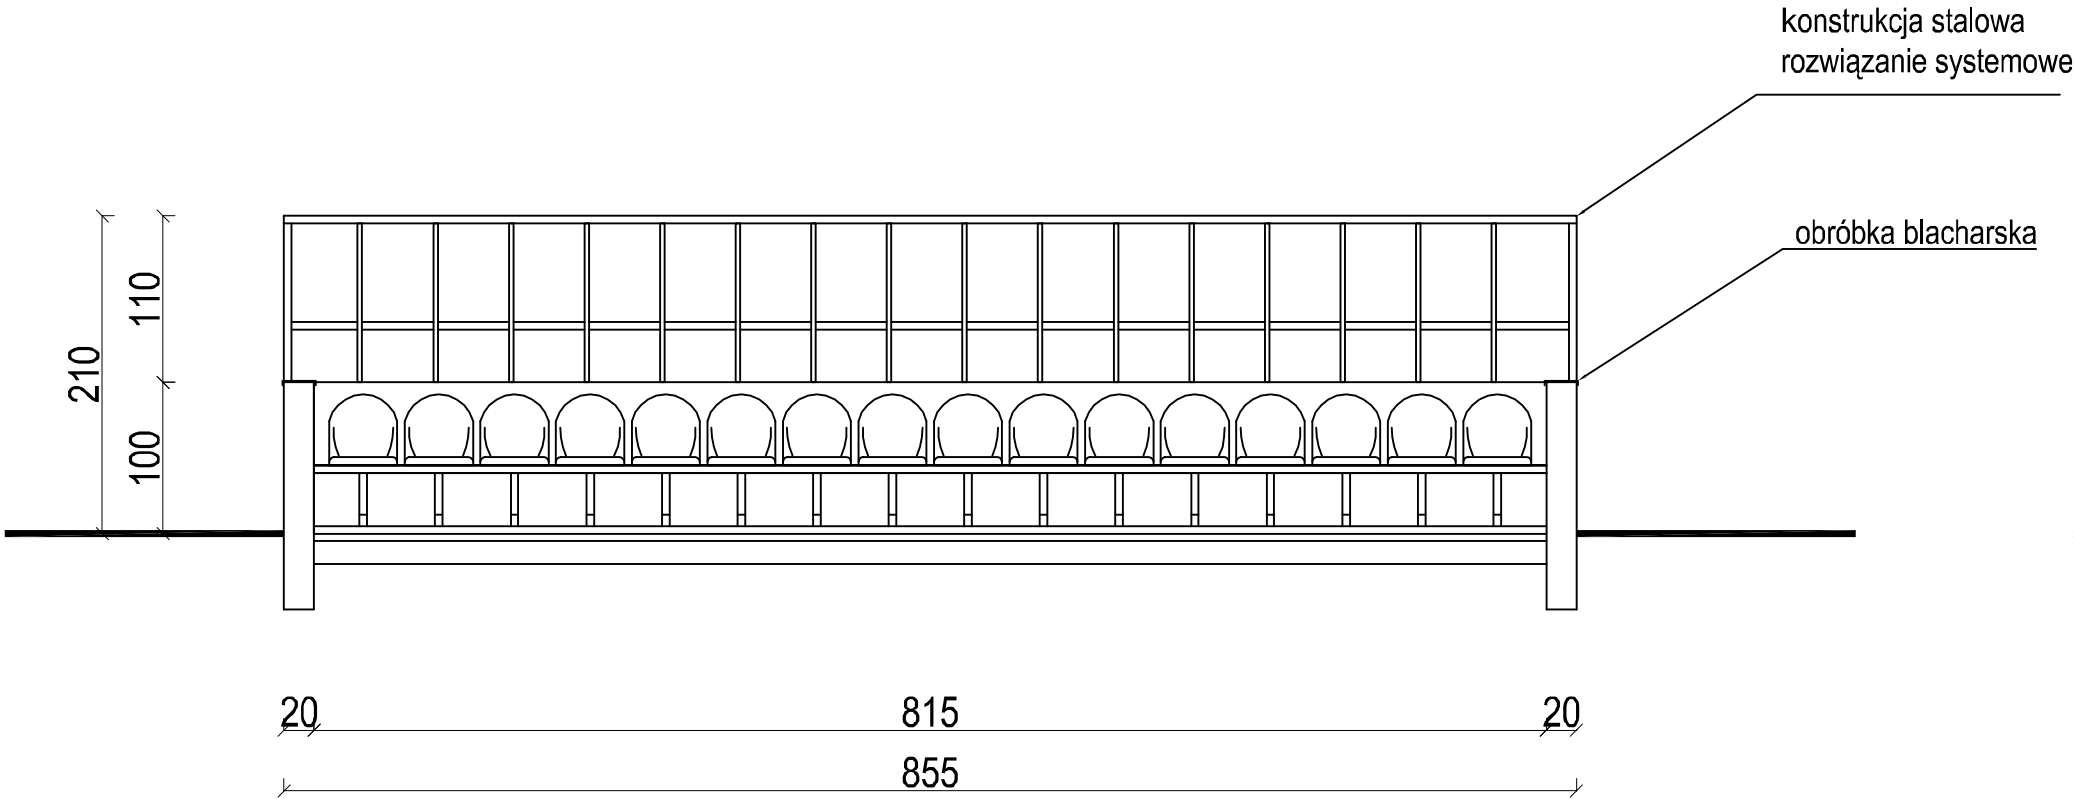 konstrukcja stalowa
rozwiązanie systemowe
obróbka blacharska
110
210
100
20
815
20
855